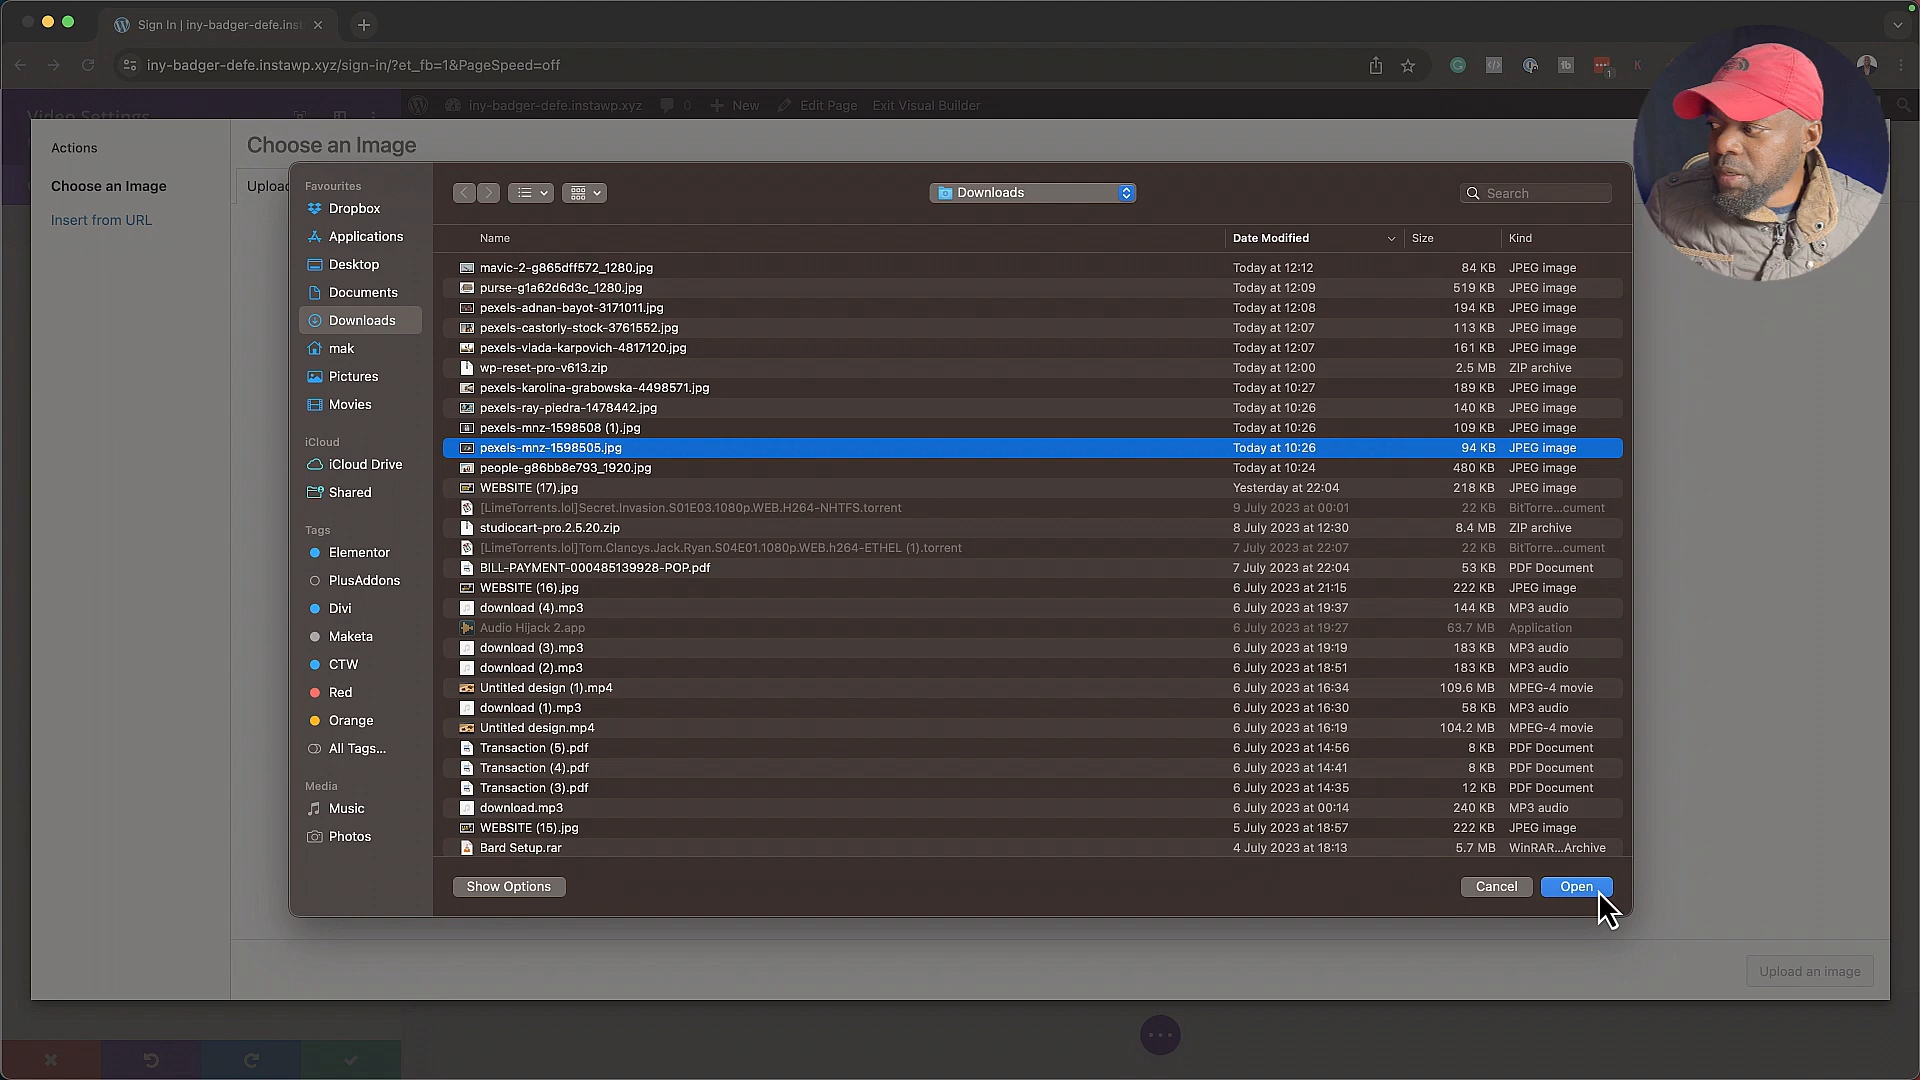 Sign In | iny-badger-defe.inst
iny-badger-defe.instawp.xyz/sign-in/?et_fb=1&PageSpeed=off
Video Settings
iny-badger-defe.instawp.xyz 0 New Edit Page Exit Visual Builder
Actions
Choose an Image
Insert from URL
Choose an Image
Uploa
Favourites
Dropbox
Applications
Desktop
Documents
Downloads
mak
Pictures
Movies
iCloud
iCloud Drive
Shared
Tags
Elementor
PlusAddons
Divi
Maketa
CTW
Red
Orange
All Tags...
Media
Music
Photos
Downloads
Search
Name Date Modified Size Kind
mavic-2-g865dff572_1280.jpg Today at 12:12 84 KB JPEG image
purse-g1a62d6d3c_1280.jpg Today at 12:09 519 KB JPEG image
pexels-adnan-bayot-3171011.jpg Today at 12:08 194 KB JPEG image
pexels-castorly-stock-3761552.jpg Today at 12:07 113 KB JPEG image
pexels-vlada-karpovich-4817120.jpg Today at 12:07 161 KB JPEG image
wp-reset-pro-v613.zip Today at 12:00 2.5 MB ZIP archive
pexels-karolina-grabowska-4498571.jpg Today at 10:27 189 KB JPEG image
pexels-ray-piedra-1478442.jpg Today at 10:26 140 KB JPEG image
pexels-mnz-1598508 (1).jpg Today at 10:26 109 KB JPEG image
pexels-mnz-1598505.jpg Today at 10:26 94 KB JPEG image
people-g86bb8e793_1920.jpg Today at 10:24 480 KB JPEG image
WEBSITE (17).jpg Yesterday at 22:04 218 KB JPEG image
[LimeTorrents.lol]Secret.Invasion.S01E03.1080p.WEB.H264-NHTFS.torrent 9 July 2023 at 00:01 22 KB BitTorre...cument
studiocart-pro.2.5.20.zip 8 July 2023 at 12:30 8.4 MB ZIP archive
[LimeTorrents.lol]Tom.Clancys.Jack.Ryan.S04E01.1080p.WEB.h264-ETHEL (1).torrent 7 July 2023 at 22:07 22 KB BitTorre...cument
BILL-PAYMENT-000485139928-POP.pdf 7 July 2023 at 22:04 53 KB PDF Document
WEBSITE (16).jpg 6 July 2023 at 21:15 222 KB JPEG image
download (4).mp3 6 July 2023 at 19:37 144 KB MP3 audio
Audio Hijack 2.app 6 July 2023 at 19:27 63.7 MB Application
download (3).mp3 6 July 2023 at 19:19 183 KB MP3 audio
download (2).mp3 6 July 2023 at 18:51 183 KB MP3 audio
Untitled design (1).mp4 6 July 2023 at 16:34 109.6 MB MPEG-4 movie
download (1).mp3 6 July 2023 at 16:30 58 KB MP3 audio
Untitled design.mp4 6 July 2023 at 16:19 104.2 MB MPEG-4 movie
Transaction (5).pdf 6 July 2023 at 14:56 8 KB PDF Document
Transaction (4).pdf 6 July 2023 at 14:41 8 KB PDF Document
Transaction (3).pdf 6 July 2023 at 14:35 12 KB PDF Document
download.mp3 6 July 2023 at 00:14 240 KB MP3 audio
WEBSITE (15).jpg 5 July 2023 at 18:57 222 KB JPEG image
Bard Setup.rar 4 July 2023 at 18:13 5.7 MB WinRAR...Archive
Show Options Cancel Open
Upload an image